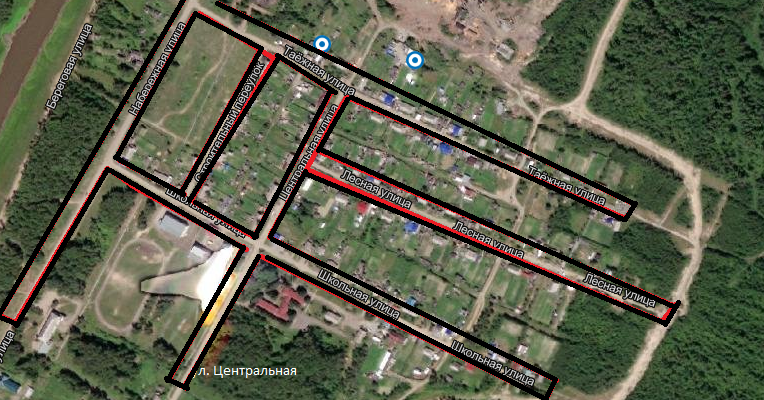 Береговая улица
Набережная улица
Таёжная улица
Строительный переулок
Центральная улица
Таёжная улица
Лесная улица
Школьная улица
Лесная улица
Лесная улица
Школьная улица
Школьная улица
л. Центральная
улица